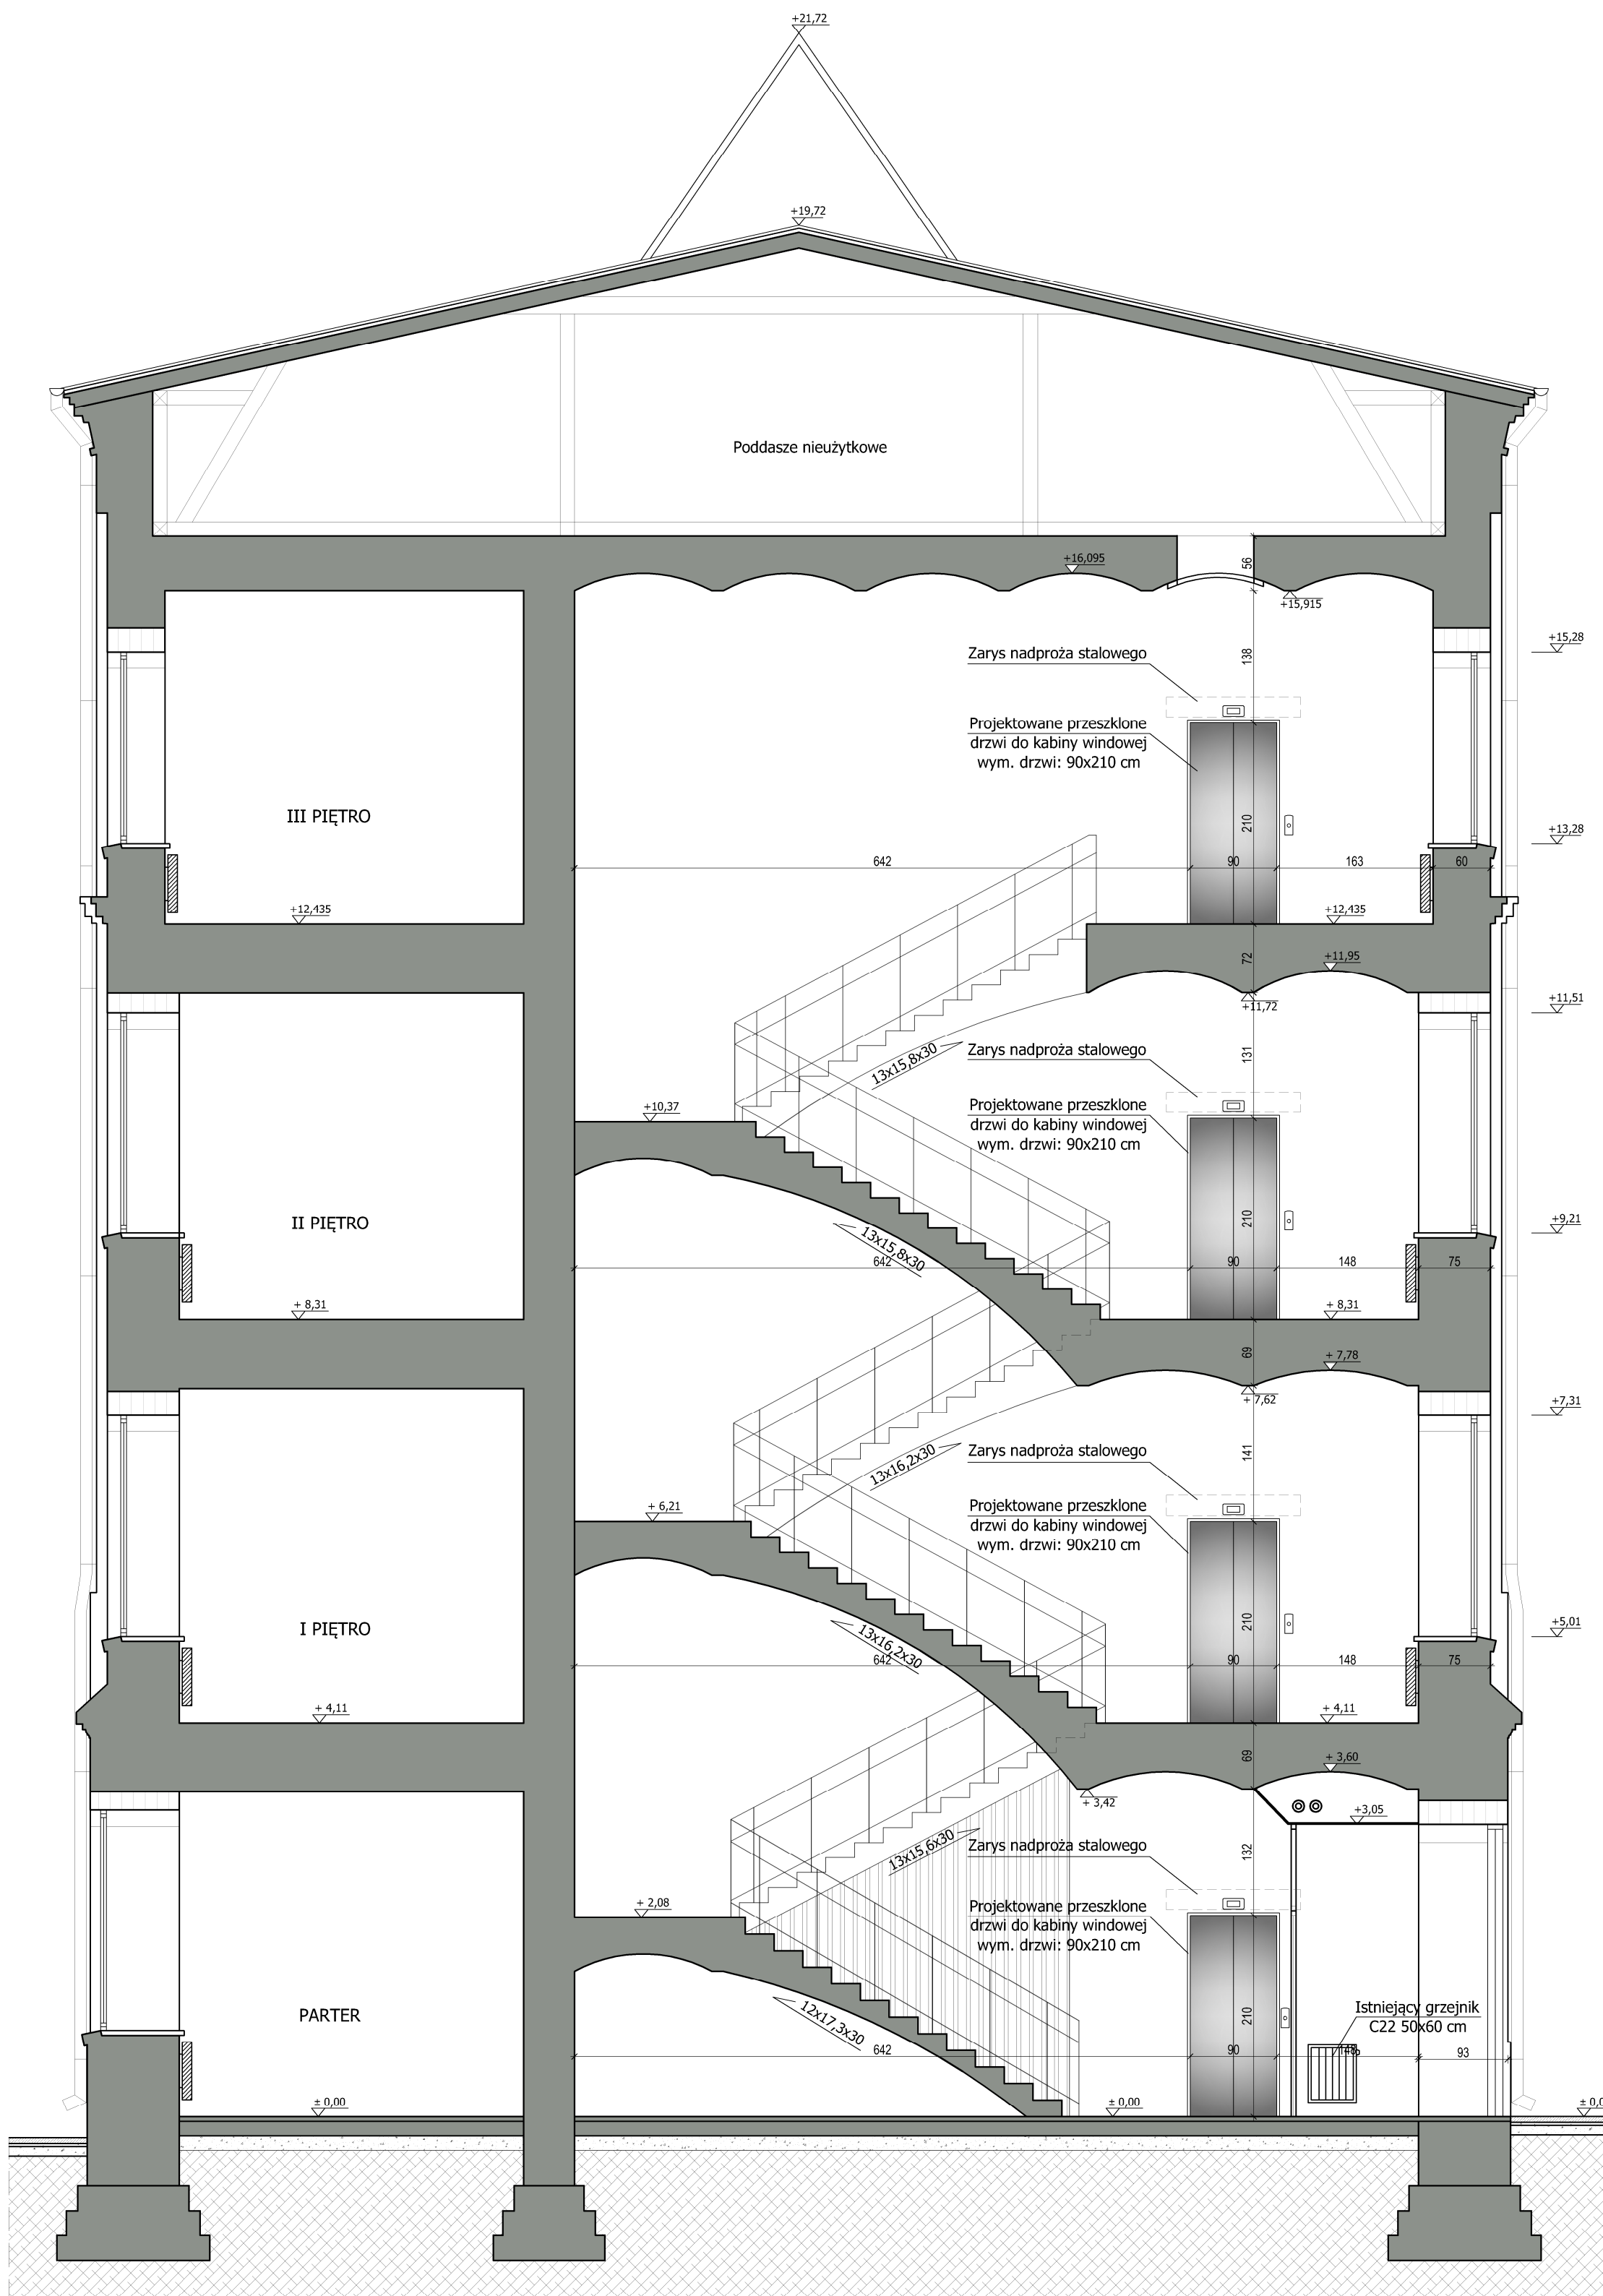 +21,72
+19,72
Poddasze nieużytkowe
+16,095
56
+15,915
+15,28
138
Zarys nadproża stalowego
Projektowane przeszklone
drzwi do kabiny windowej
wym. drzwi: 90x210 cm
III PIĘTRO
210
+13,28
642
90
163
60
+12,435
+12,435
72
+11,95
+11,72
+11,51
131
Zarys nadproża stalowego
13x15,8x30
Projektowane przeszklone
drzwi do kabiny windowej
wym. drzwi: 90x210 cm
+10,37
II PIĘTRO
210
+9,21
13x15,8x30
642
90
148
75
+ 8,31
+ 8,31
69
+ 7,78
+ 7,62
+7,31
141
Zarys nadproża stalowego
13x16,2x30
Projektowane przeszklone
drzwi do kabiny windowej
wym. drzwi: 90x210 cm
+ 6,21
I PIĘTRO
210
+5,01
13x16,2x30
642
90
148
75
+ 4,11
+ 4,11
69
+ 3,60
+ 3,42
+3,05
132
13x15,6x30
Zarys nadproża stalowego
Projektowane przeszklone
drzwi do kabiny windowej
wym. drzwi: 90x210 cm
+ 2,08
PARTER
12x17,3x30
210
Istniejący grzejnik
C22 50x60 cm
642
90
148
93
± 0,00
± 0,00
± 0,0